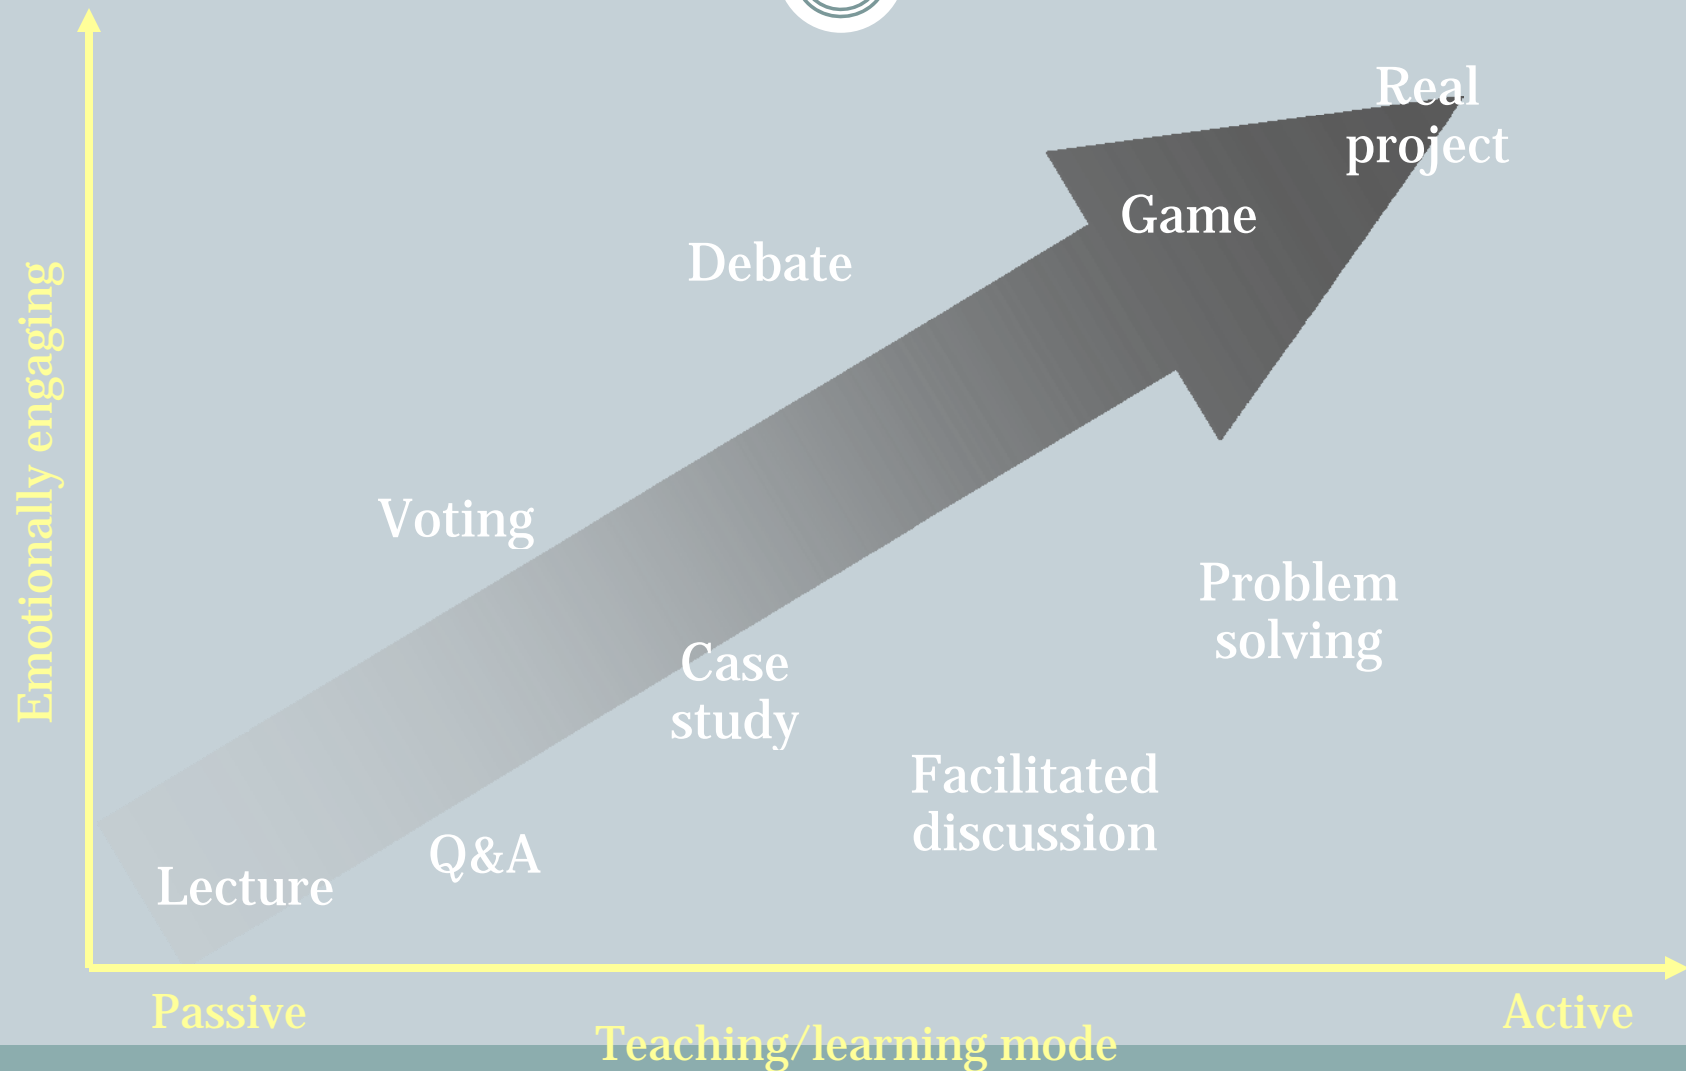 Real
project
Game
Debate
Emotionally engaging
Voting
Problem
solving
Case
study
Facilitated
discussion
Q&A
Lecture
Passive
Active
Teaching/learning mode